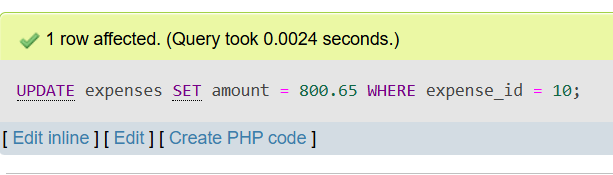 1 row affected. (Query took 0.0024 seconds.)
UPDATE expenses SET amount = 800.65 WHERE expense_id = 10;
[ Edit inline ] [ Edit ] [ Create PHP code ]